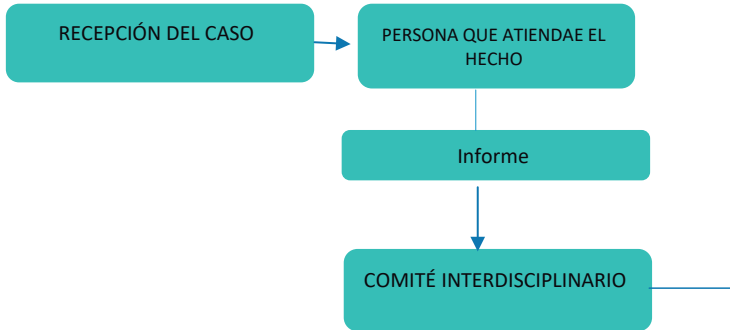 RECEPCIÓN DEL CASO
PERSONA QUE ATIENDAE EL
HECHO
Informe
COMITÉ INTERDISCIPLINARIO